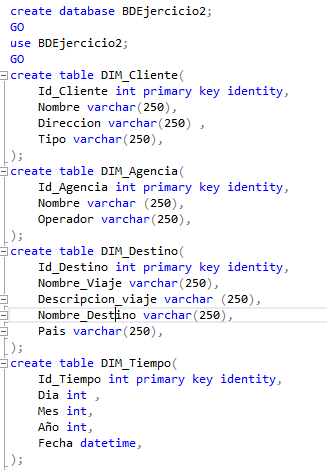 create database BDEjercicio2;
GO
use BDEjercicio2;
GO
create table DIM_Cliente(
Id_Cliente int primary key identity,
Nombre varchar(250),
Direccion varchar(250) ,
Tipo varchar(250),
);
create table DIM_Agencia(
Id_Agencia int primary key identity,
Nombre varchar (250),
Operador varchar(250),
);
create table DIM_Destino(
Id_Destino int primary key identity,
Nombre_Viaje varchar(250),
Descripcion_viaje varchar (250),
Nombre_Destino varchar(250),
Pais varchar(250),
);
create table DIM_Tiempo(
Id_Tiempo int primary key identity,
Dia int ,
Mes int,
Año int,
Fecha datetime,
);